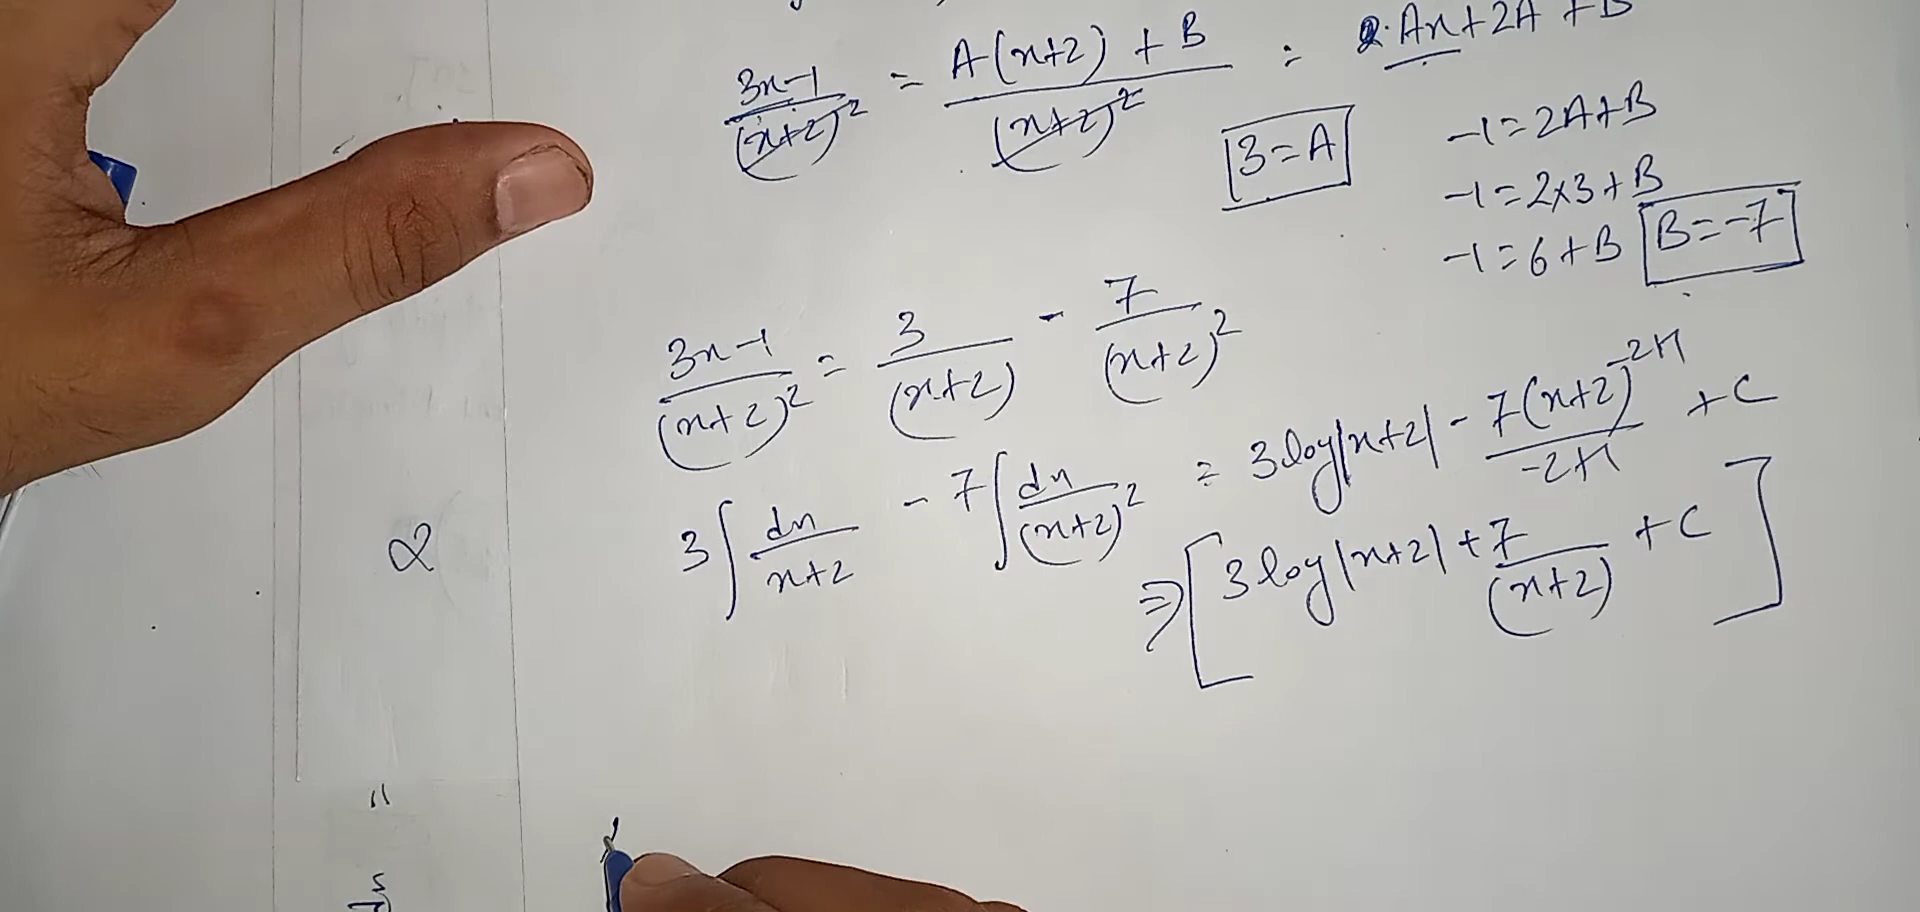 3x-1/(x+2)² = A(x+2) + B/(x+2)² = Ax+2A+B
3=A
-1=2A+B
-1=2×3+B
-1=6+B B=-7
3x-1/(x+2)² = 3/(x+2) - 7/(x+2)²
3∫dx/x+2 - 7∫dx/(x+2)² = 3log|x+2| - 7(x+2)^-2+1/-2+1 + C
⇒[3log|x+2| + 7/(x+2) + C]